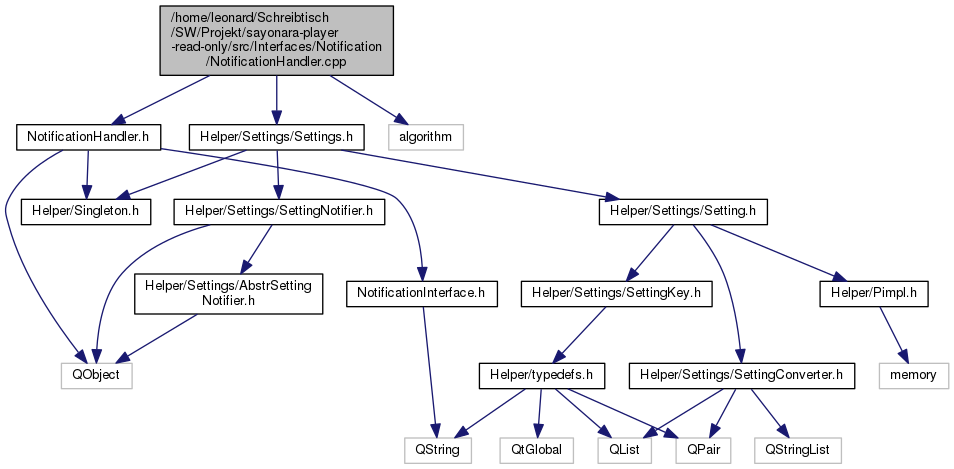 /home/leonard/Schreibtisch
/SW/Projekt/sayonara-player
-read-only/src/Interfaces/Notification
/NotificationHandler.cpp
NotificationHandler.h
Helper/Settings/Settings.h
algorithm
Helper/Singleton.h
Helper/Settings/SettingNotifier.h
Helper/Settings/Setting.h
Helper/Settings/AbstrSetting
Notifier.h
NotificationInterface.h
Helper/Settings/SettingKey.h
Helper/Pimpl.h
QObject
Helper/typedefs.h
Helper/Settings/SettingConverter.h
memory
QString
QtGlobal
QList
QPair
QStringList